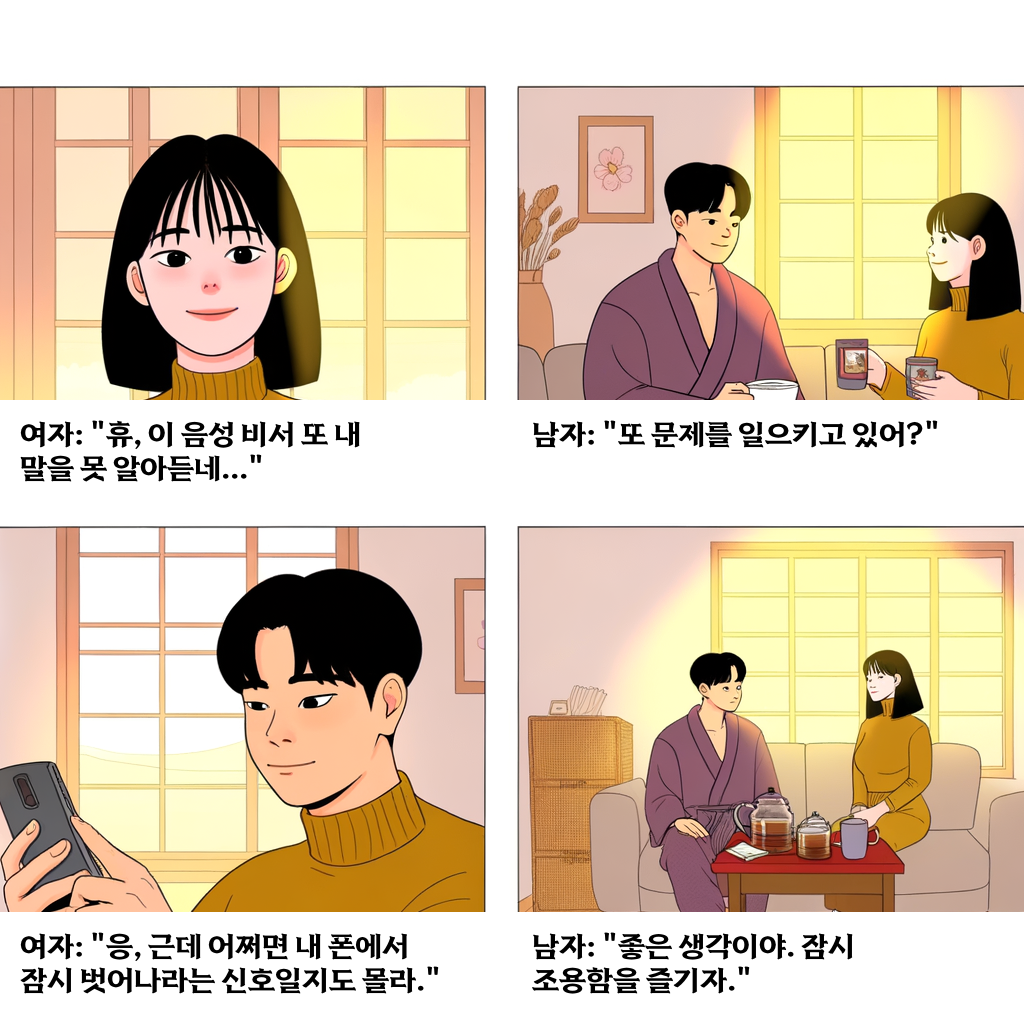 여자: "휴, 이 음성 비서 또 내
말을 못 알아듣네..."
남자: "또 문제를 일으키고 있어?"
여자: "응, 근데 어쩌면 내 폰에서
잠시 벗어나라는 신호일지도 몰라."
남자: "좋은 생각이야. 잠시
조용함을 즐기자."